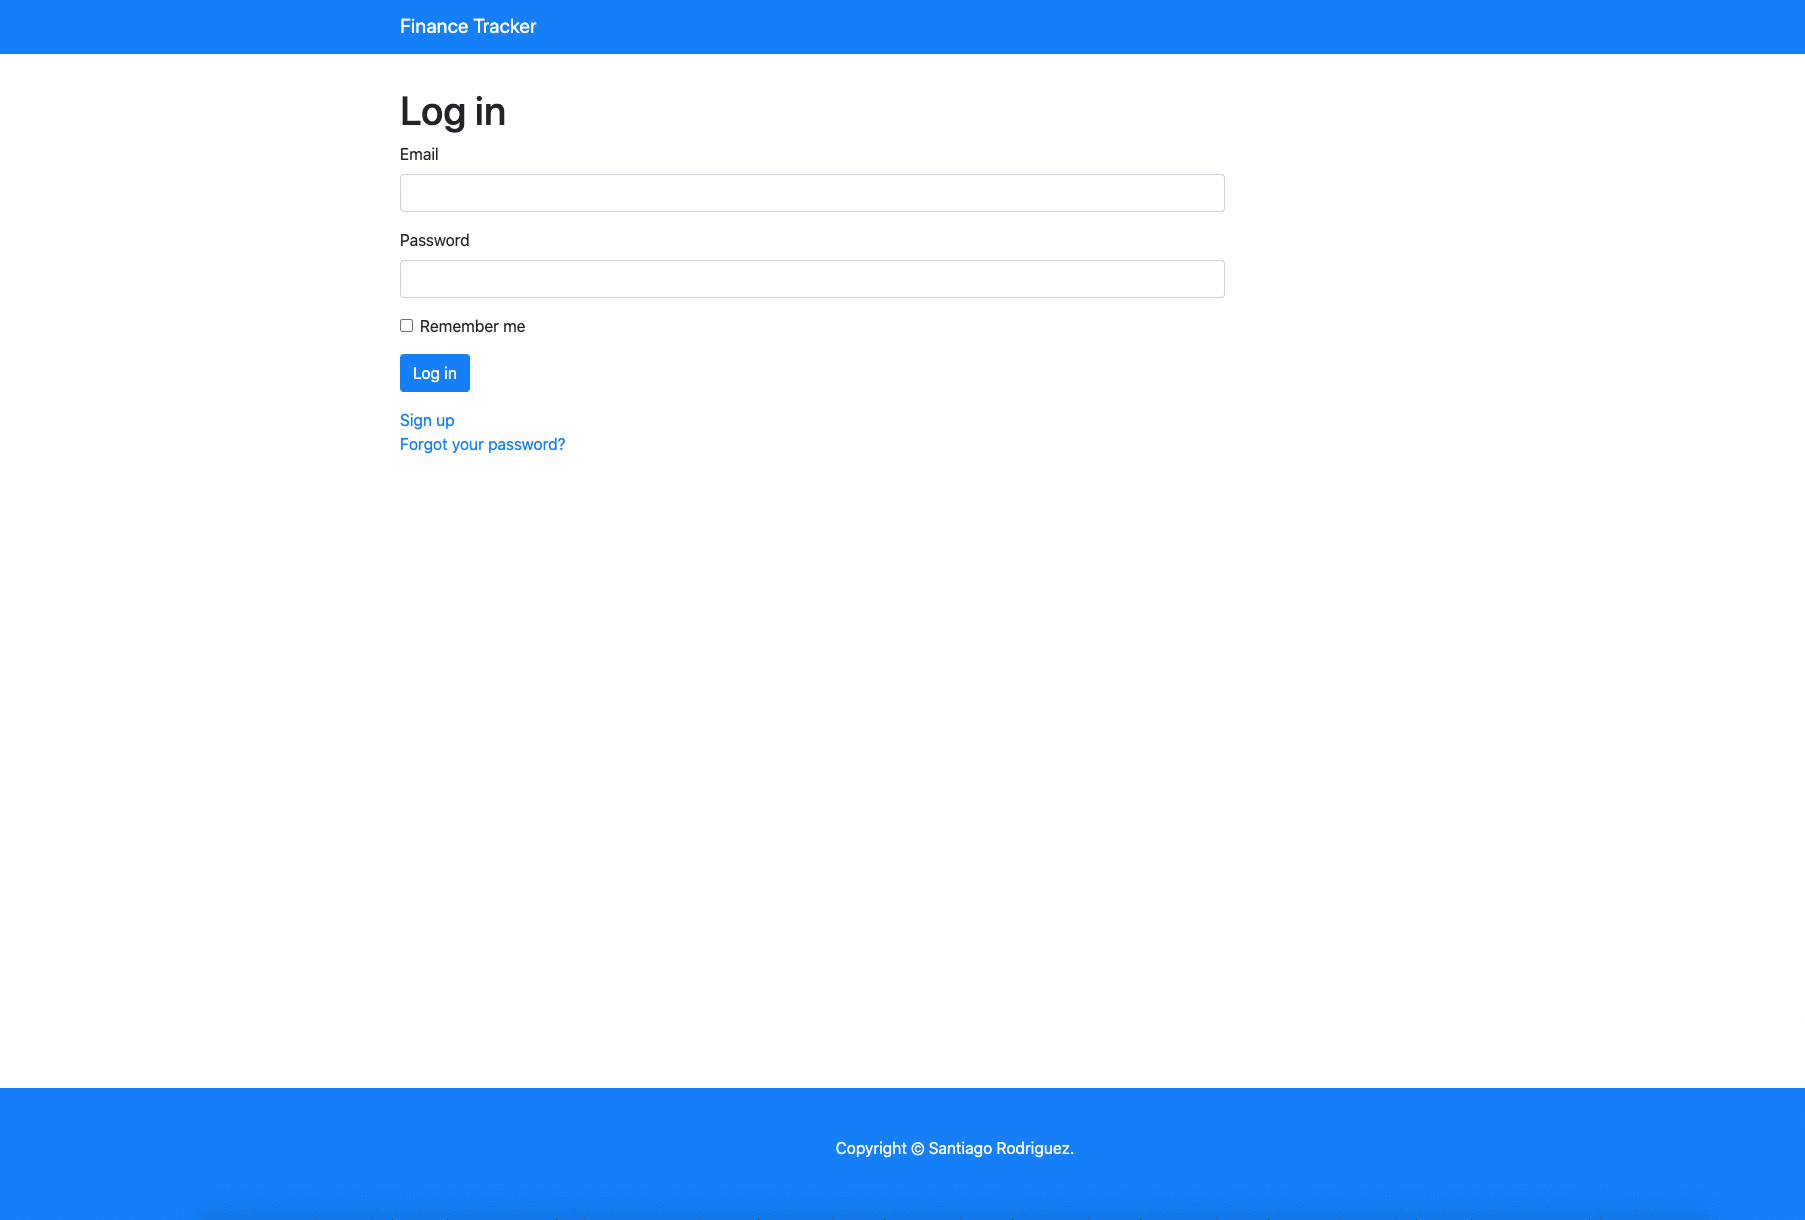 Finance Tracker
Log in
Email
Password
Remember me
Log in
Sign up
Forgot your password?
Copyright © Santiago Rodriguez.